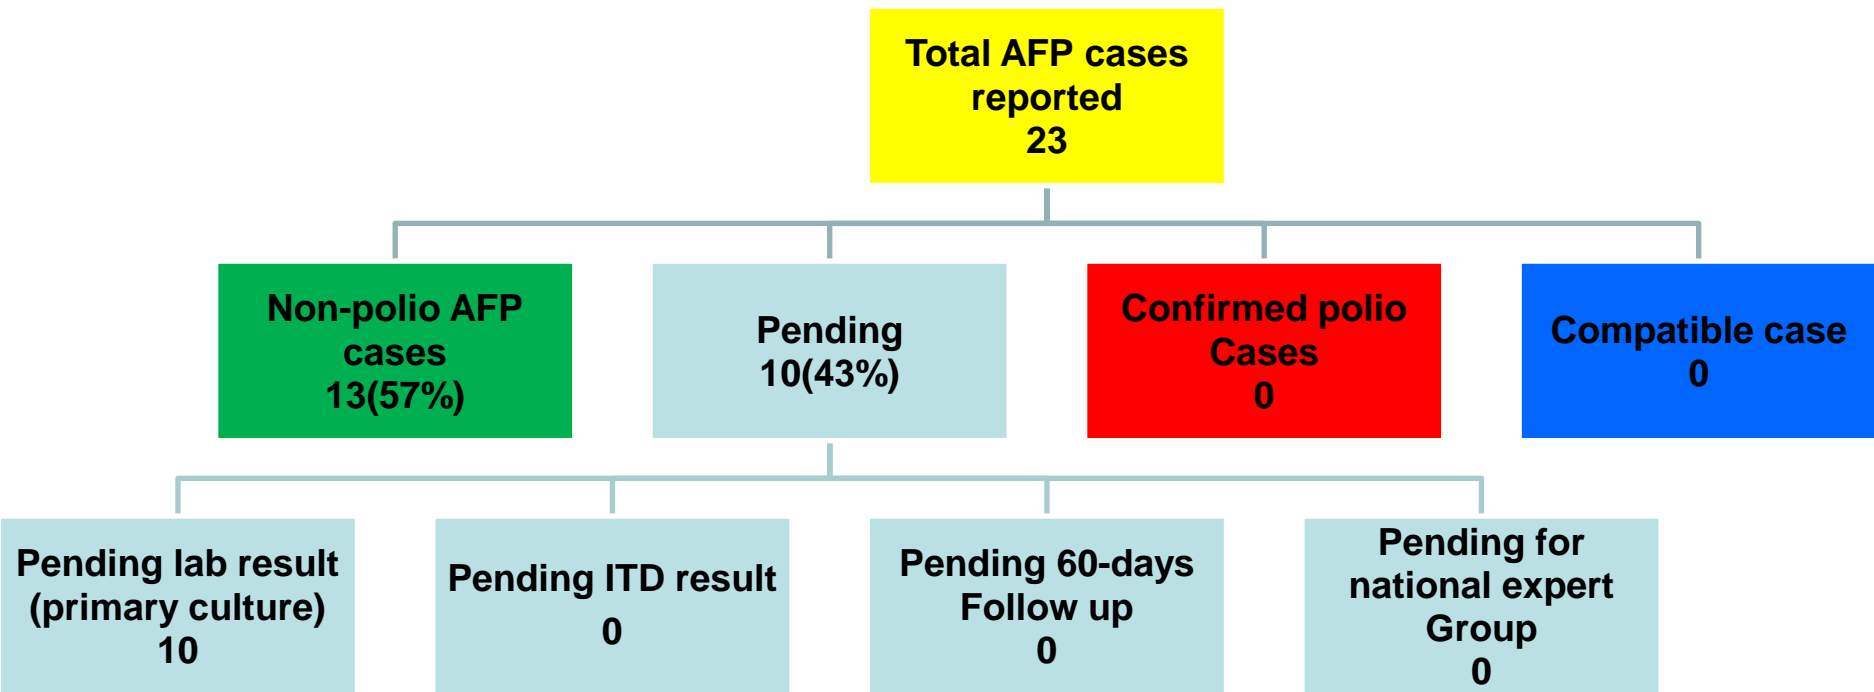 Total AFP cases
reported
23
Non-polio AFP
cases
13(57%)
Pending
10(43%)
Confirmed polio
Cases
0
Compatible case
0
Pending lab result
(primary culture)
10
Pending ITD result
0
Pending 60-days
Follow up
0
Pending for
national expert
Group
0